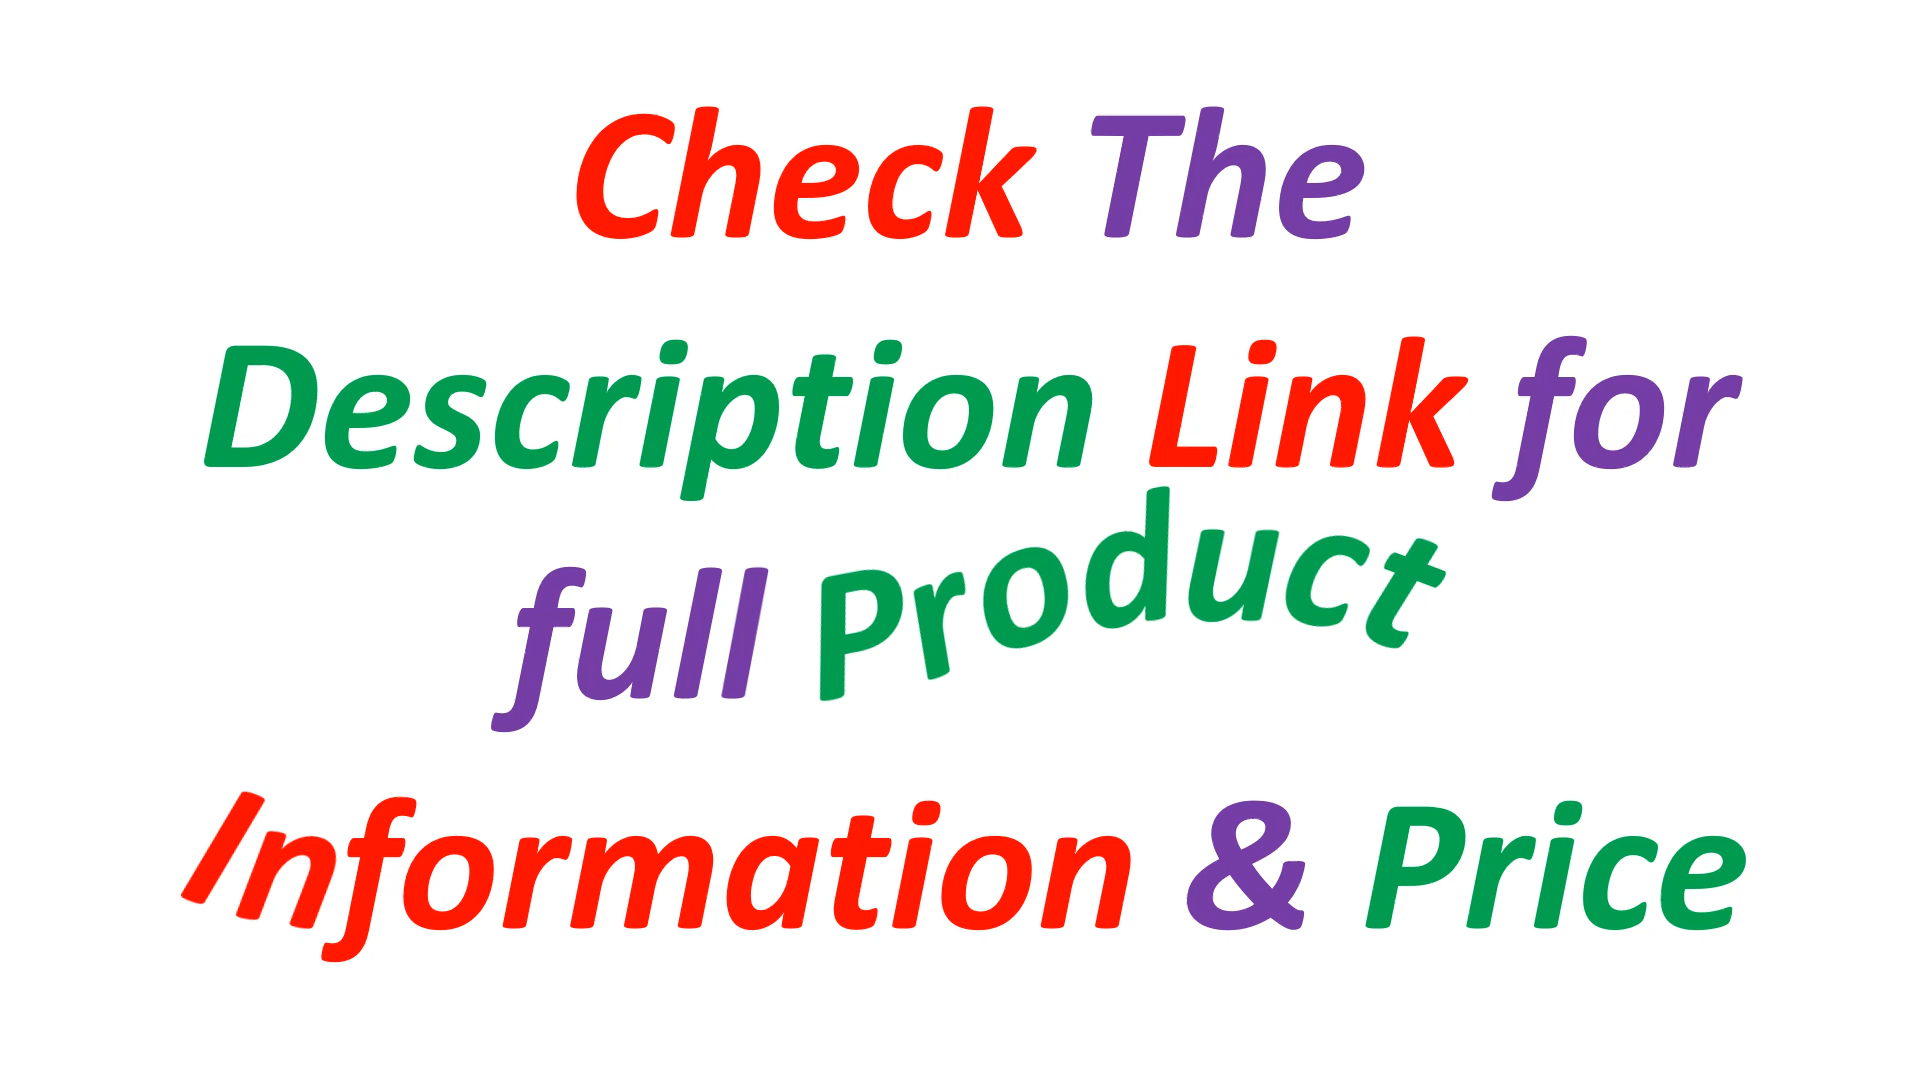 Check The
Description Link for
full Product
Information & Price